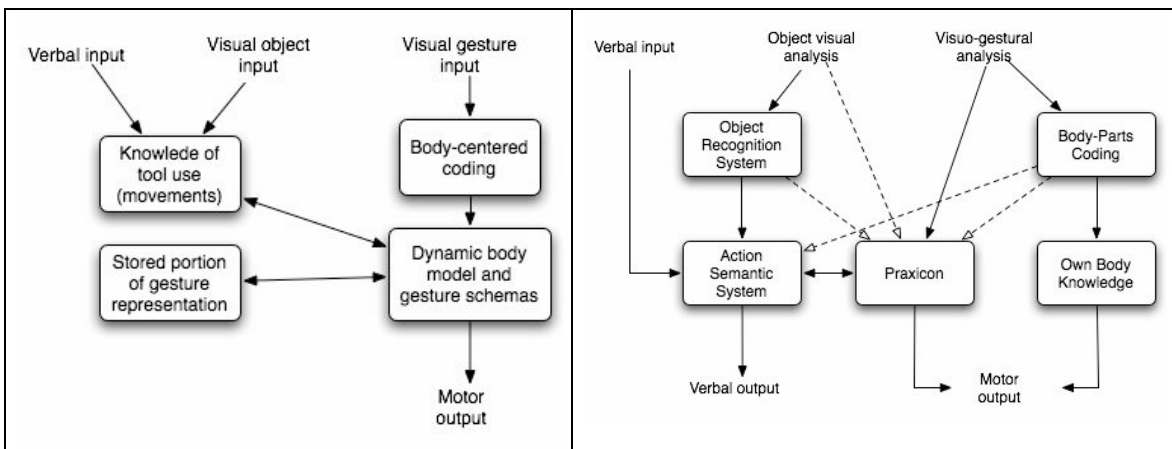 Verbal input
Visual object
input
Visual gesture
input
Knowlede of
tool use
(movements)
Body-centered
coding
Stored portion
of gesture
representation
Dynamic body
model and
gesture schemas
Motor
output
Verbal input
Object visual
analysis
Visuo-gestural
analysis
Object
Recognition
System
Body-Parts
Coding
Action
Semantic
System
Praxicon
Own Body
Knowledge
Verbal output
Motor
output